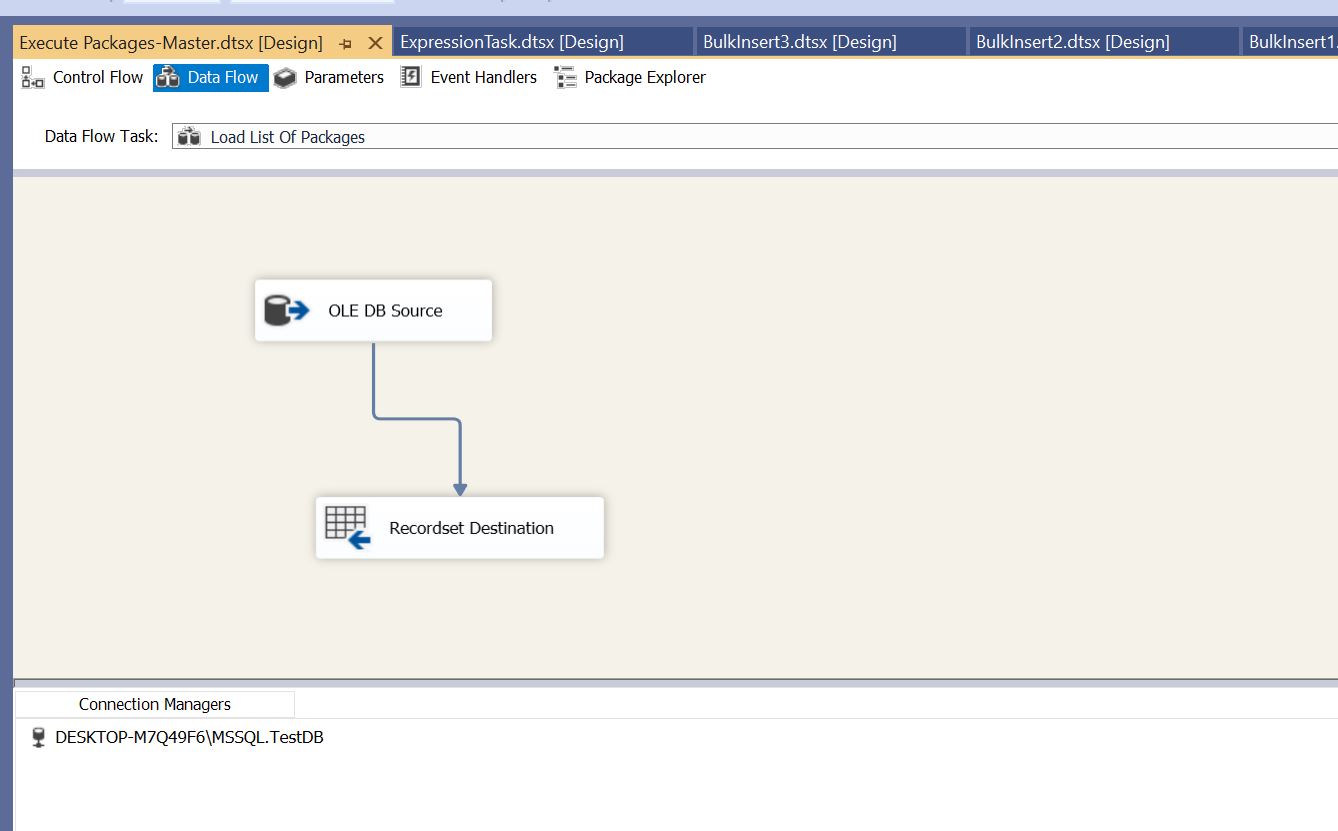 Execute Packages-Master.dtsx [Design] ExpressionTask.dtsx [Design] BulkInsert3.dtsx [Design] BulkInsert2.dtsx [Design] BulkInsert1.
Control Flow Data Flow Parameters Event Handlers Package Explorer
Data Flow Task: Load List Of Packages
OLE DB Source
Recordset Destination
Connection Managers
DESKTOP-M7Q49F6\MSSQL.TestDB